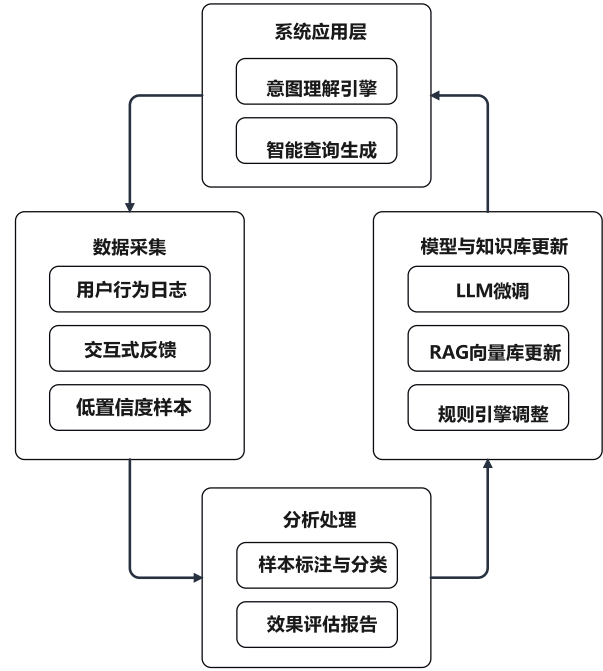 系统应用层
意图理解引擎
智能查询生成
数据采集
用户行为日志
交互式反馈
低置信度样本
模型与知识库更新
LLM微调
RAG向量库更新
规则引擎调整
分析处理
样本标注与分类
效果评估报告